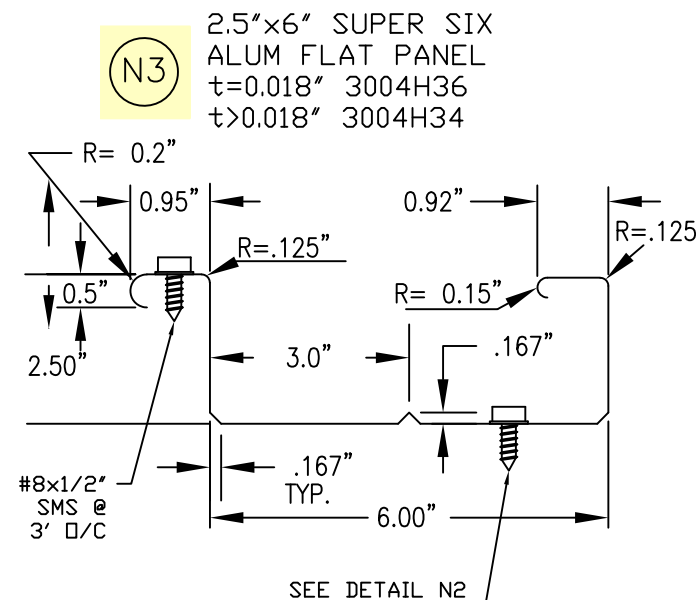 2.5"x6" SUPER SIX
N3
ALUM FLAT PANEL
t=0.018" 3004H36
t>0.018" 3004H34
R= 0.2"
0.95"
0.92"
R=.125"
R=.125
0.5"
R= 0.15"
2.50"
3.0"
.167"
#8x1/2"
SMS @
3' O/C
.167"
TYP.
6.00"
SEE DETAIL N2